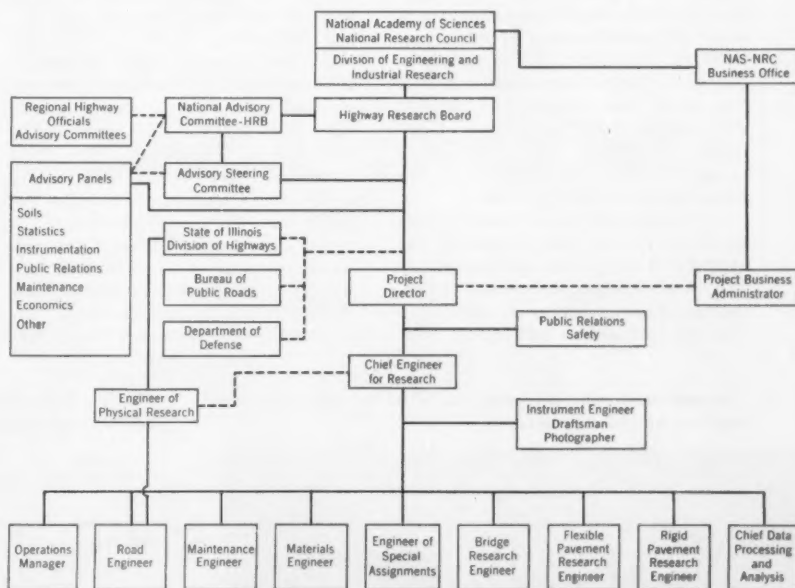 National Academy of Sciences
National Research Council
Division of Engineering and
Industrial Research
NAS-NRC
Business Office
Regional Highway
Officials
Advisory Committees
National Advisory
Committee-HRB
Highway Research Board
Advisory Panels
Soils
Statistics
Instrumentation
Public Relations
Maintenance
Economics
Other
Advisory Steering
Committee
State of Illinois
Division of Highways
Bureau of
Public Roads
Department of
Defense
Project
Director
Project Business
Administrator
Public Relations
Safety
Chief Engineer
for Research
Engineer of
Physical Research
Instrument Engineer
Draftsman
Photographer
Operations
Manager
Road
Engineer
Maintenance
Engineer
Materials
Engineer
Engineer of
Special
Assignments
Bridge
Research
Engineer
Flexible
Pavement
Research
Engineer
Rigid
Pavement
Research
Engineer
Chief Data
Processing
and
Analysis